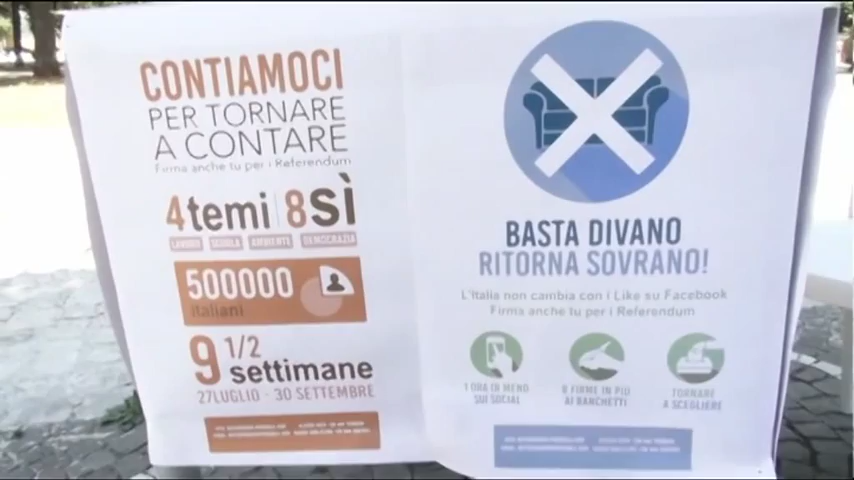 CONTIAMOCI
PER TORNARE
A CONTARE
Firma anche tu per i Referendum
4 temi | 8 SÌ
LAVORO SCUOLA AMBIENTE DEMOCRAZIA
500000
italiani
9 1/2
settimane
27 LUGLIO - 30 SETTEMBRE
BASTA DIVANO
RITORNA SOVRANO!
L'Italia non cambia con i Like su Facebook
Firma anche tu per i Referendum
1 ORA DI MENO
SUI SOCIAL
8 FIRME IN PIÙ
AI BANCHETTI
TORNARE
A SCEGLIERE